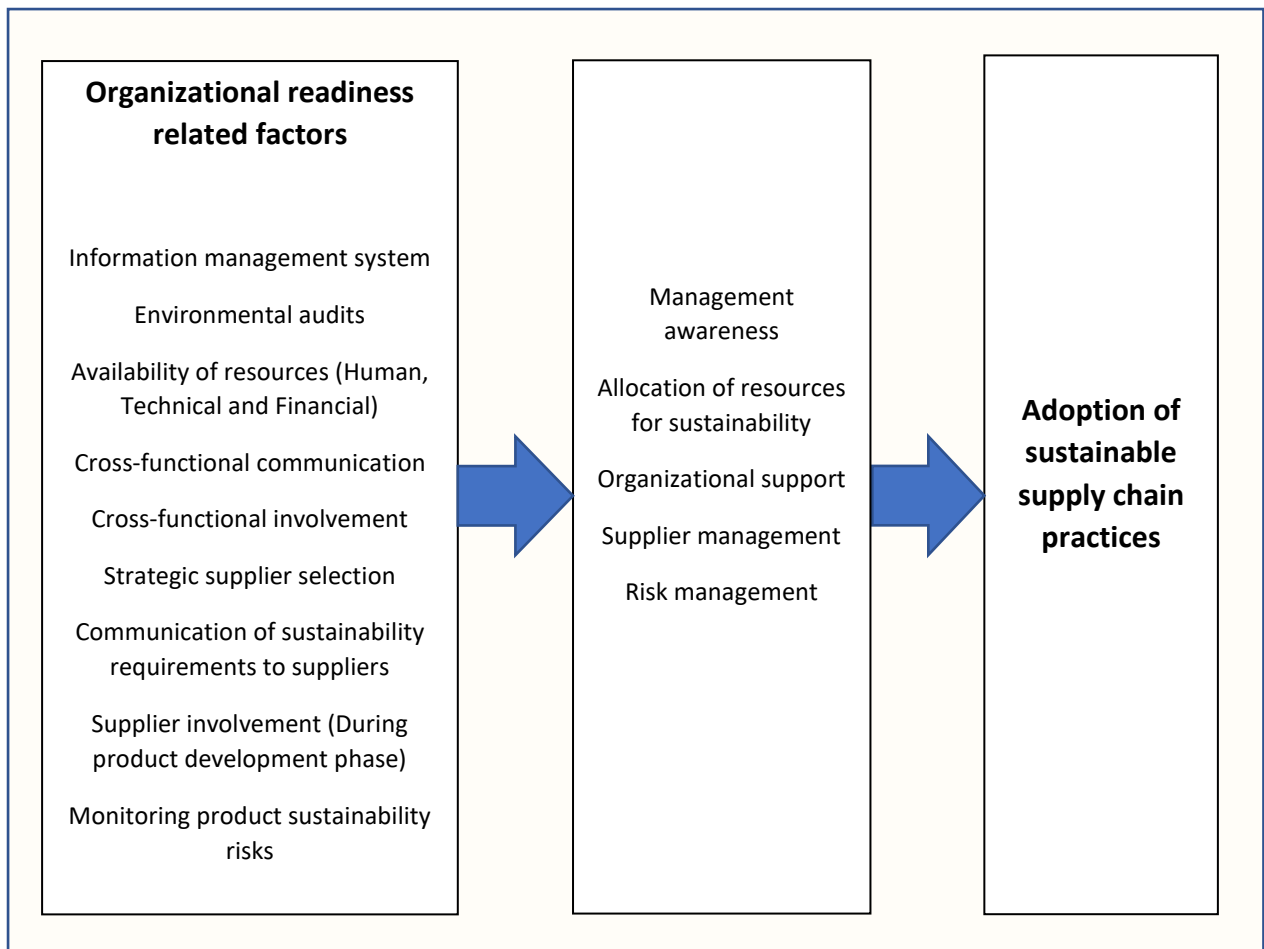 Organizational readiness
related factors
Information management system
Environmental audits
Availability of resources (Human,
Technical and Financial)
Cross-functional communication
Cross-functional involvement
Strategic supplier selection
Communication of sustainability
requirements to suppliers
Supplier involvement (During
product development phase)
Monitoring product sustainability
risks
Management
awareness
Allocation of resources
for sustainability
Organizational support
Supplier management
Risk management
Adoption of
sustainable
supply chain
practices